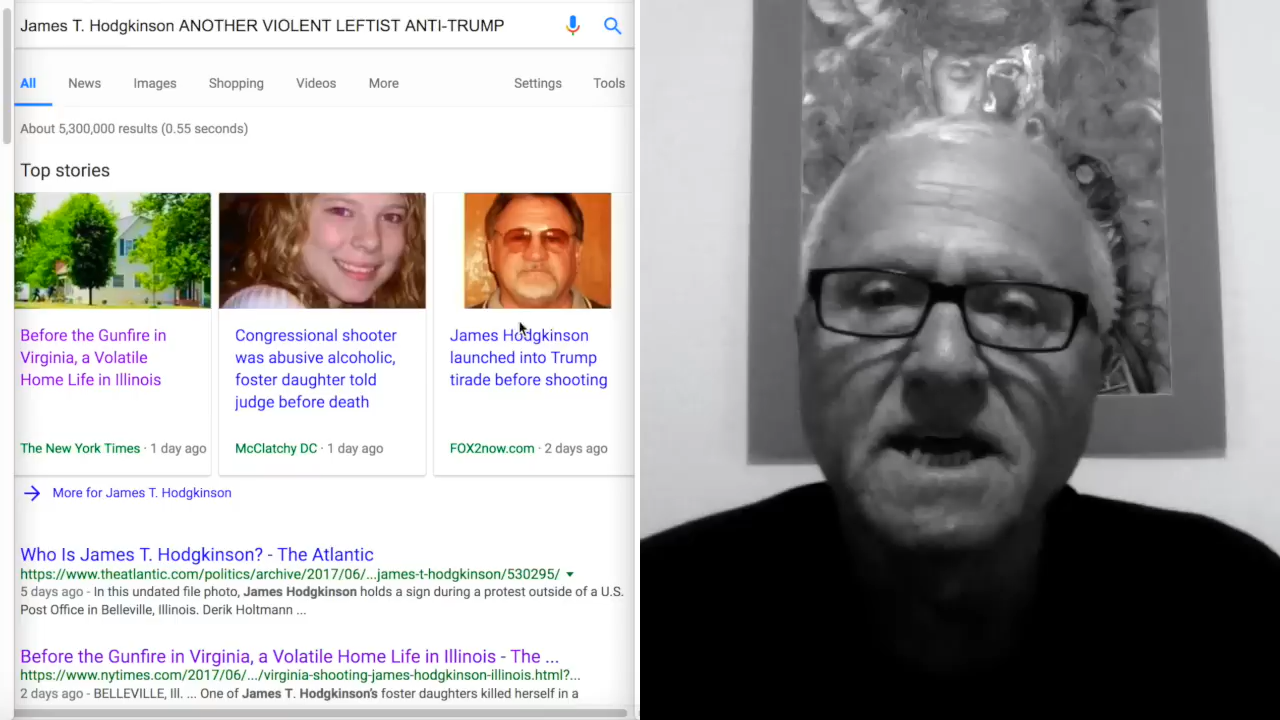 James T. Hodgkinson ANOTHER VIOLENT LEFTIST ANTI-TRUMP
All News Images Shopping Videos More Settings Tools
About 5,300,000 results (0.55 seconds)
Top stories
Before the Gunfire in
Virginia, a Volatile
Home Life in Illinois
The New York Times · 1 day ago
Congressional shooter
was abusive alcoholic,
foster daughter told
judge before death
McClatchy DC · 1 day ago
James Hodgkinson
launched into Trump
tirade before shooting
FOX2now.com · 2 days ago
More for James T. Hodgkinson
Who Is James T. Hodgkinson? - The Atlantic
https://www.theatlantic.com/politics/archive/2017/06/...james-t-hodgkinson/530295/
5 days ago - In this undated file photo, James Hodgkinson holds a sign during a protest outside of a U.S.
Post Office in Belleville, Illinois. Derik Holtmann ...
Before the Gunfire in Virginia, a Volatile Home Life in Illinois - The ...
https://www.nytimes.com/2017/06/.../virginia-shooting-james-hodgkinson-illinois.html?...
2 days ago - BELLEVILLE, Ill. ... One of James T. Hodgkinson's foster daughters killed herself in a